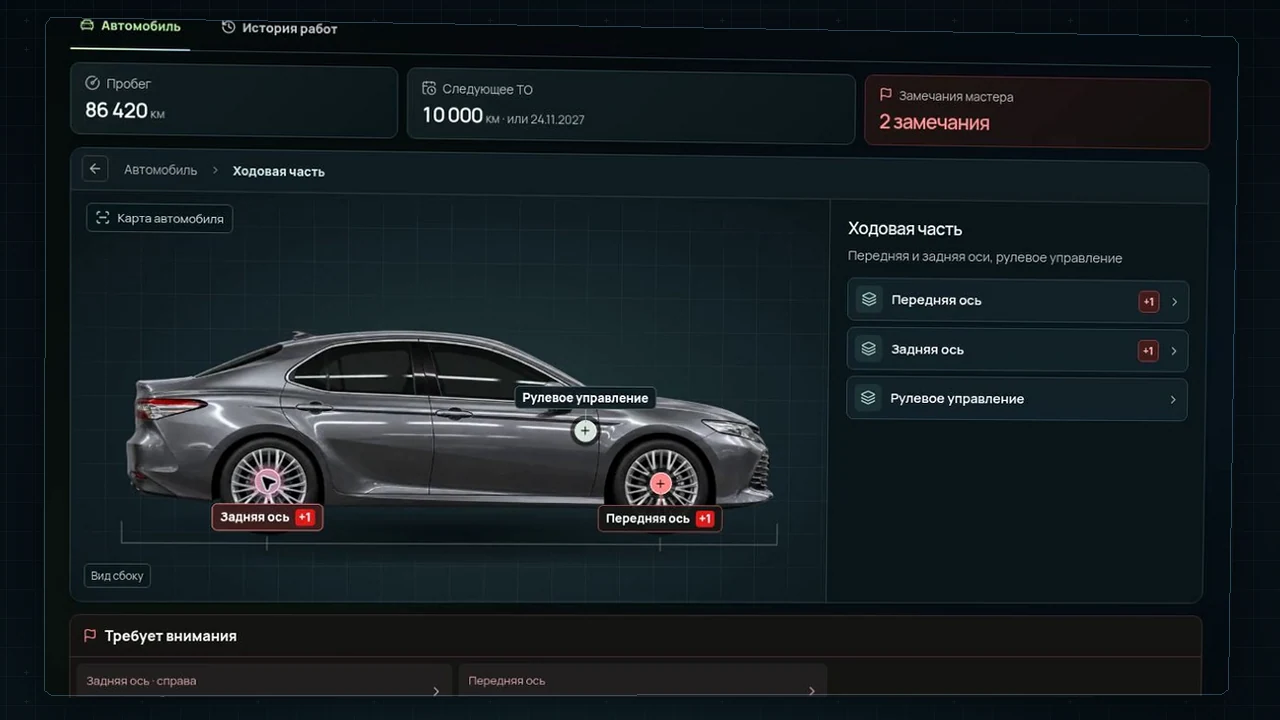 Автомобиль
История работ
Пробег
86 420 км
Следующее ТО
10 000 км · или 24.11.2027
Замечания мастера
2 замечания
Автомобиль > Ходовая часть
Карта автомобиля
Рулевое управление
Задняя ось +1
Передняя ось +1
Вид сбоку
Ходовая часть
Передняя и задняя оси, рулевое управление
Передняя ось +1
Задняя ось +1
Рулевое управление
Требует внимания
Задняя ось · справа
Передняя ось